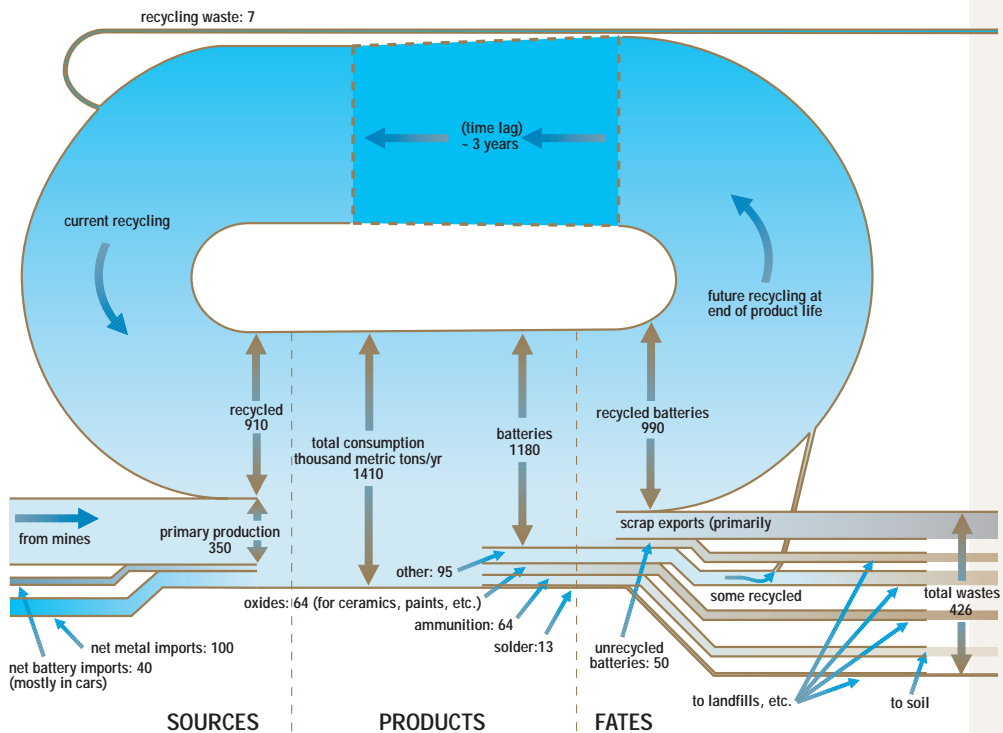 recycling waste: 7
(time lag)
~ 3 years
current recycling
future recycling at
end of product life
recycled
910
total consumption
thousand metric tons/yr
1410
batteries
1180
recycled batteries
990
from mines
primary production
350
scrap exports (primarily
other: 95
oxides: 64 (for ceramics, paints, etc.)
ammunition: 64
solder:13
some recycled
total wastes
426
net metal imports: 100
net battery imports: 40
(mostly in cars)
unrecycled
batteries: 50
to landfills, etc.
to soil
SOURCES
PRODUCTS
FATES